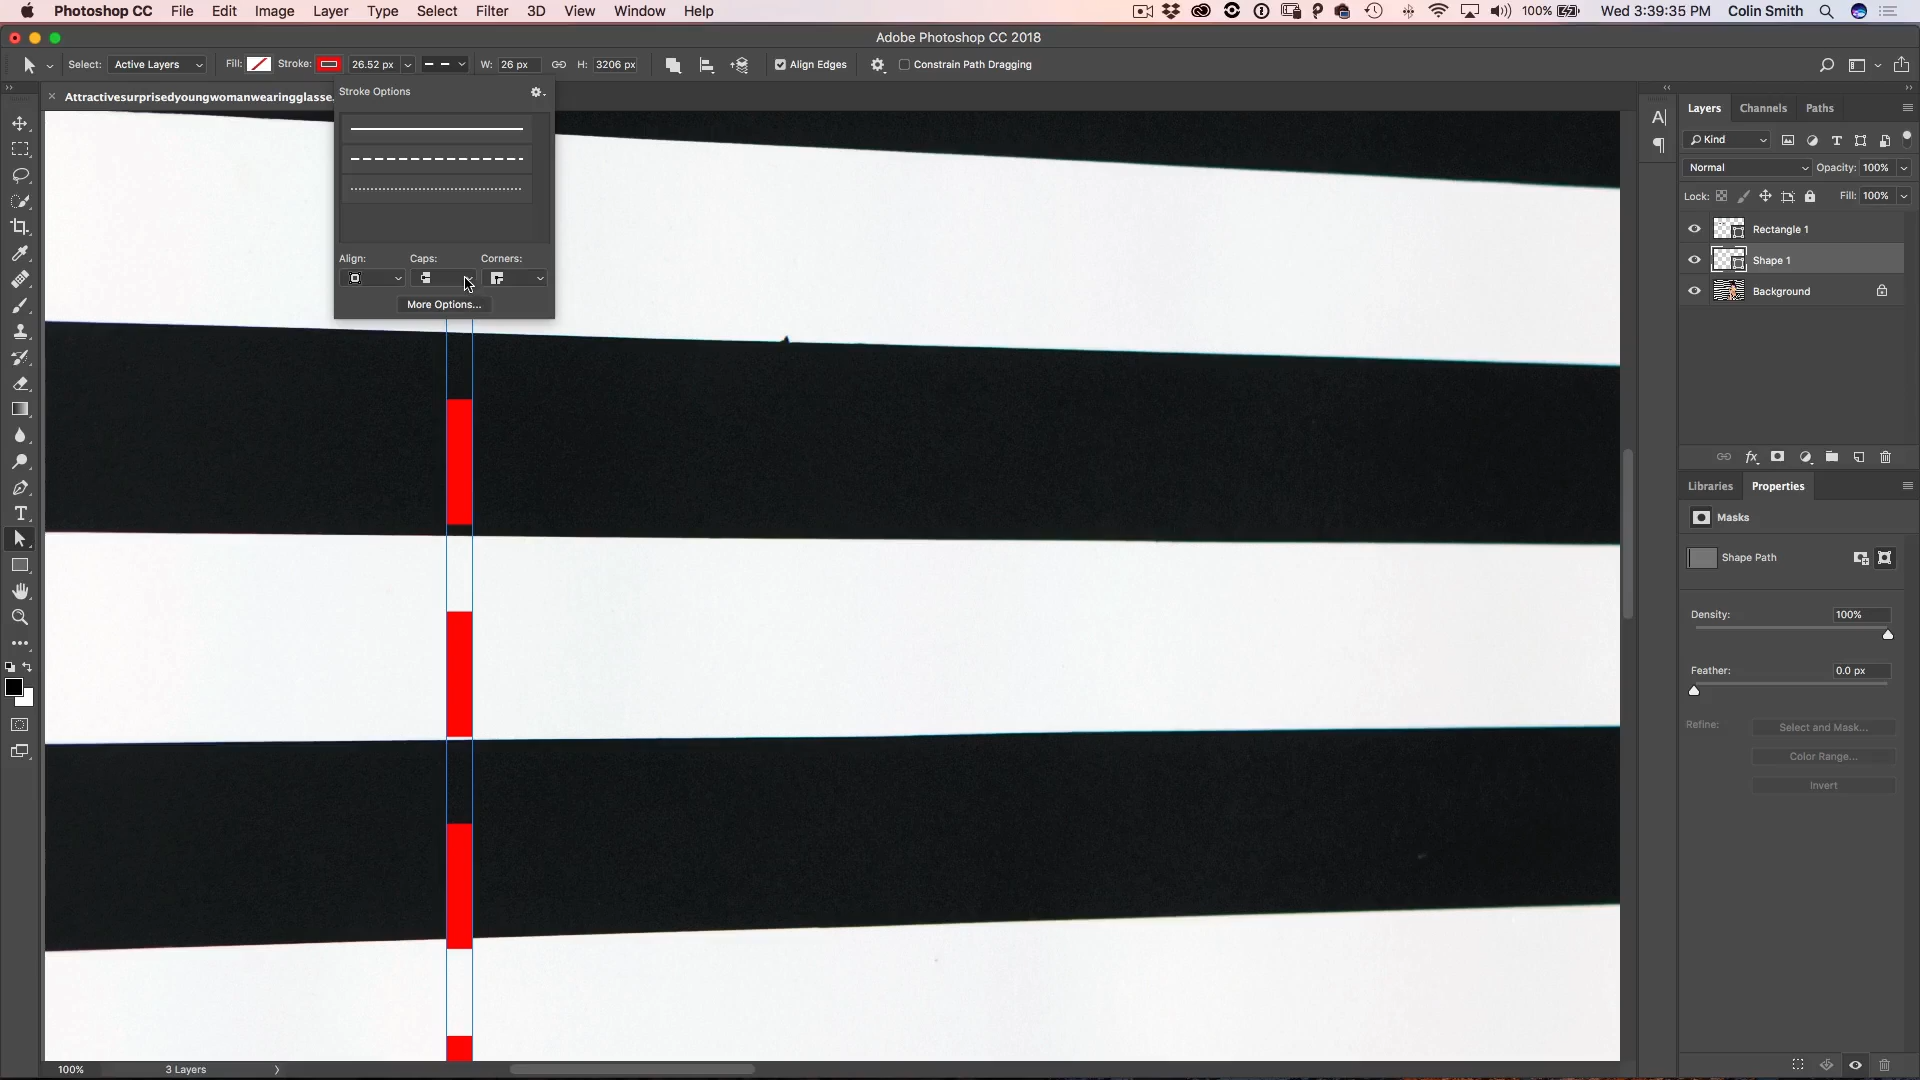 Photoshop CC File Edit Image Layer Type Select Filter 3D View Window Help 100% Wed 3:39:35 PM Colin Smith
Adobe Photoshop CC 2018
Select: Active Layers Fill: Stroke: 26.52 px W: 26 px H: 3206 px Align Edges Constrain Path Dragging
Attractivesurprisedyoungwomanwearingglasse.
Stroke Options
Align: Caps: Corners:
More Options...
Layers Channels Paths
Kind
Normal Opacity: 100%
Lock: Fill: 100%
Rectangle 1
Shape 1
Background
Libraries Properties
Masks
Shape Path
Density: 100%
Feather: 0.0 px
Refine: Select and Mask...
Color Range...
Invert
100% 3 Layers